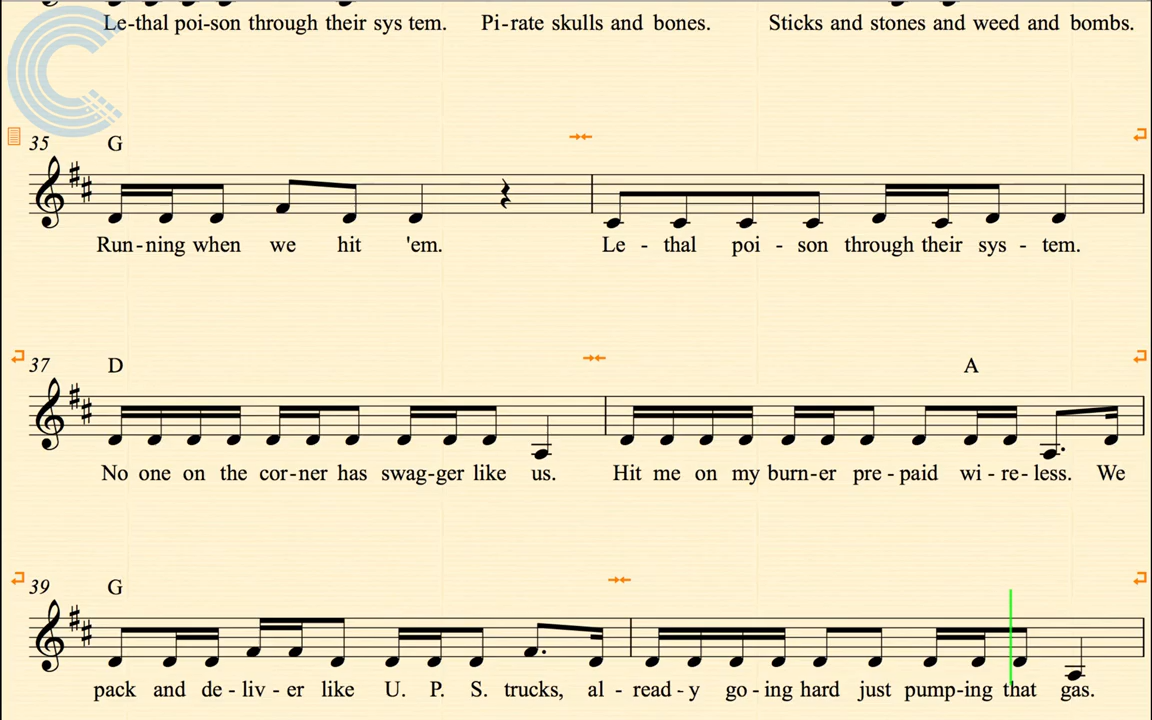 Le-thal poi-son through their sys tem. Pi-rate skulls and bones. Sticks and stones and weed and bombs.
35 G
Run-ning when we hit 'em. Le - thal poi - son through their sys - tem.
37 D A
No one on the cor-ner has swag-ger like us. Hit me on my burn-er pre-paid wi-re-less. We
39 G
pack and de-liv-er like U. P. S. trucks, al-read-y go-ing hard just pump-ing that gas.